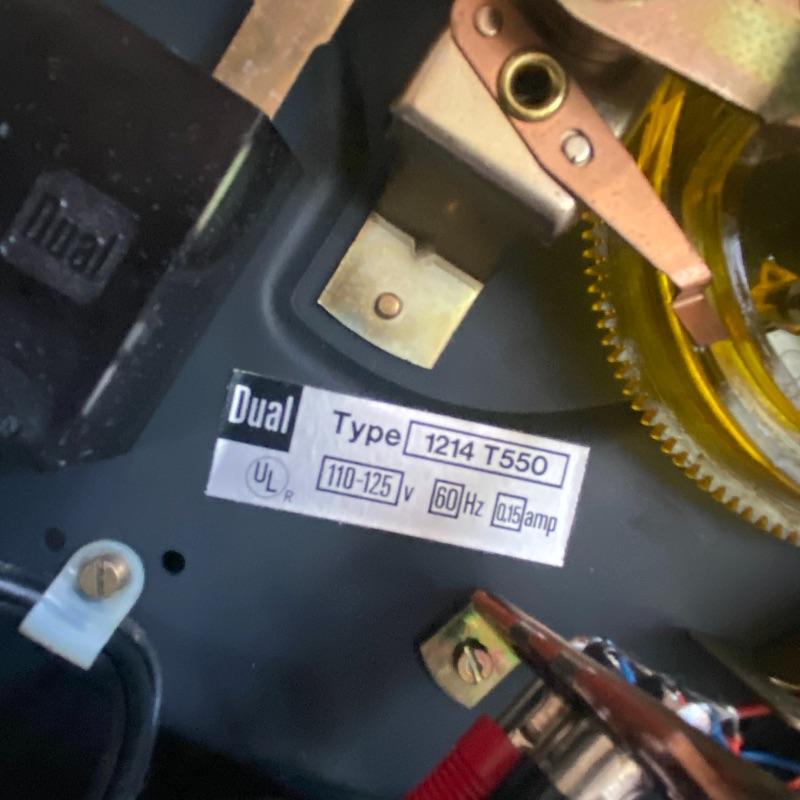 Dual
Dual Type 1214 T550
UL R 110-125 v 60 Hz 0.15 amp